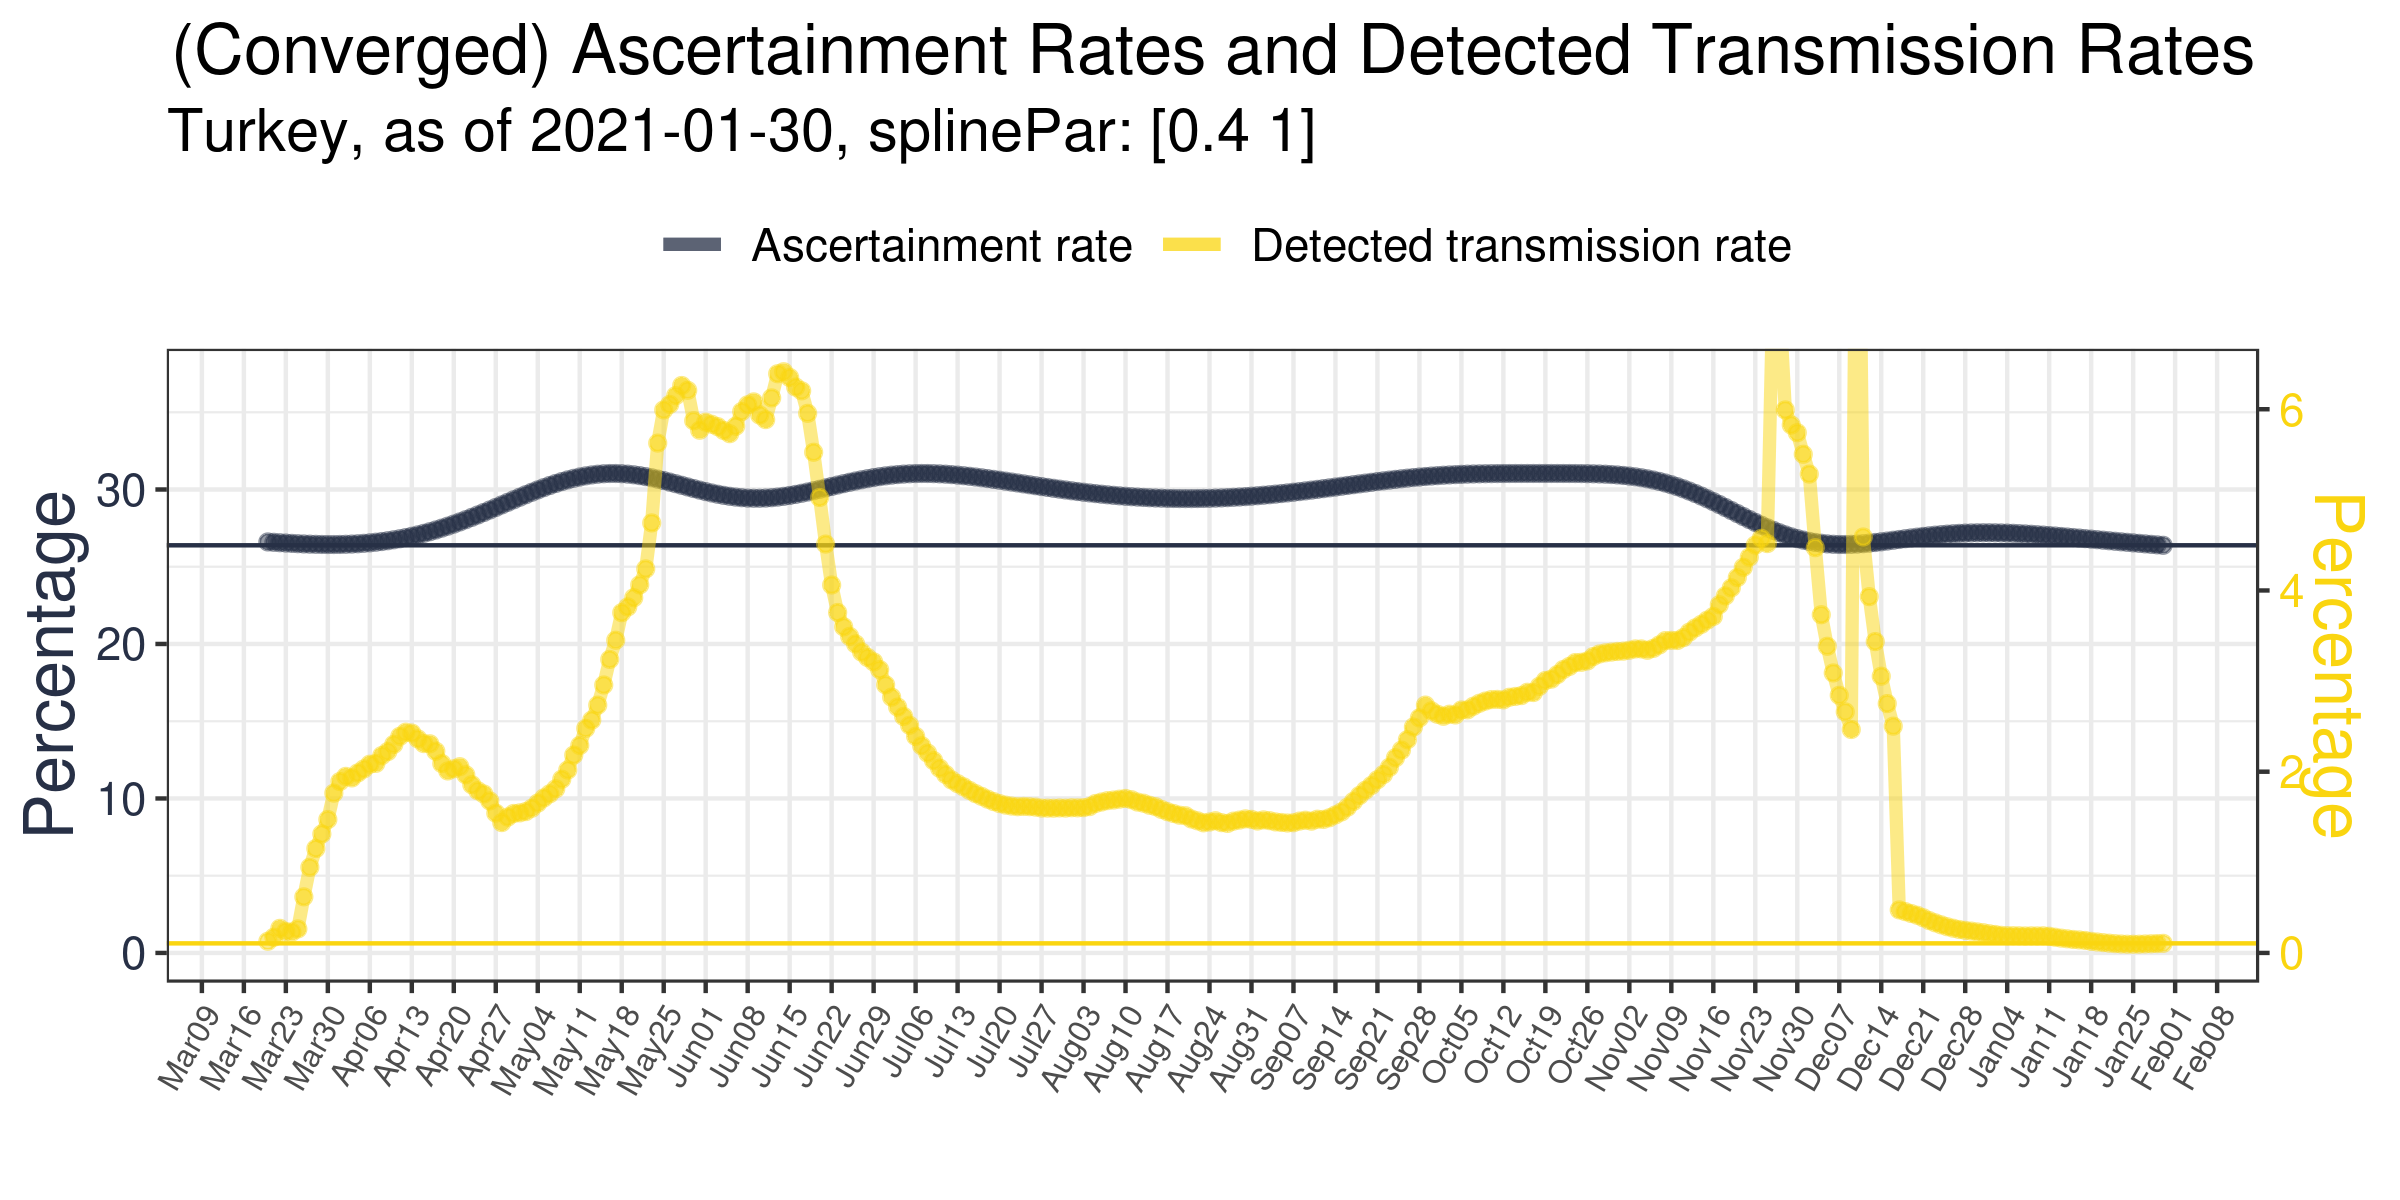 (Converged) Ascertainment Rates and Detected Transmission Rates
Turkey, as of 2021-01-30, splinePar: [0.4 1]
Ascertainment rate
Detected transmission rate
Percentage
30
20
10
0
6
4
2
0
Percentage
Mar09
Mar16
Mar23
Mar30
Apr06
Apr13
Apr20
Apr27
May04
May11
May18
May25
Jun01
Jun08
Jun15
Jun22
Jun29
Jul06
Jul13
Jul20
Jul27
Aug03
Aug10
Aug17
Aug24
Aug31
Sep07
Sep14
Sep21
Sep28
Oct05
Oct12
Oct19
Oct26
Nov02
Nov09
Nov16
Nov23
Nov30
Dec07
Dec14
Dec21
Dec28
Jan04
Jan11
Jan18
Jan25
Feb01
Feb08